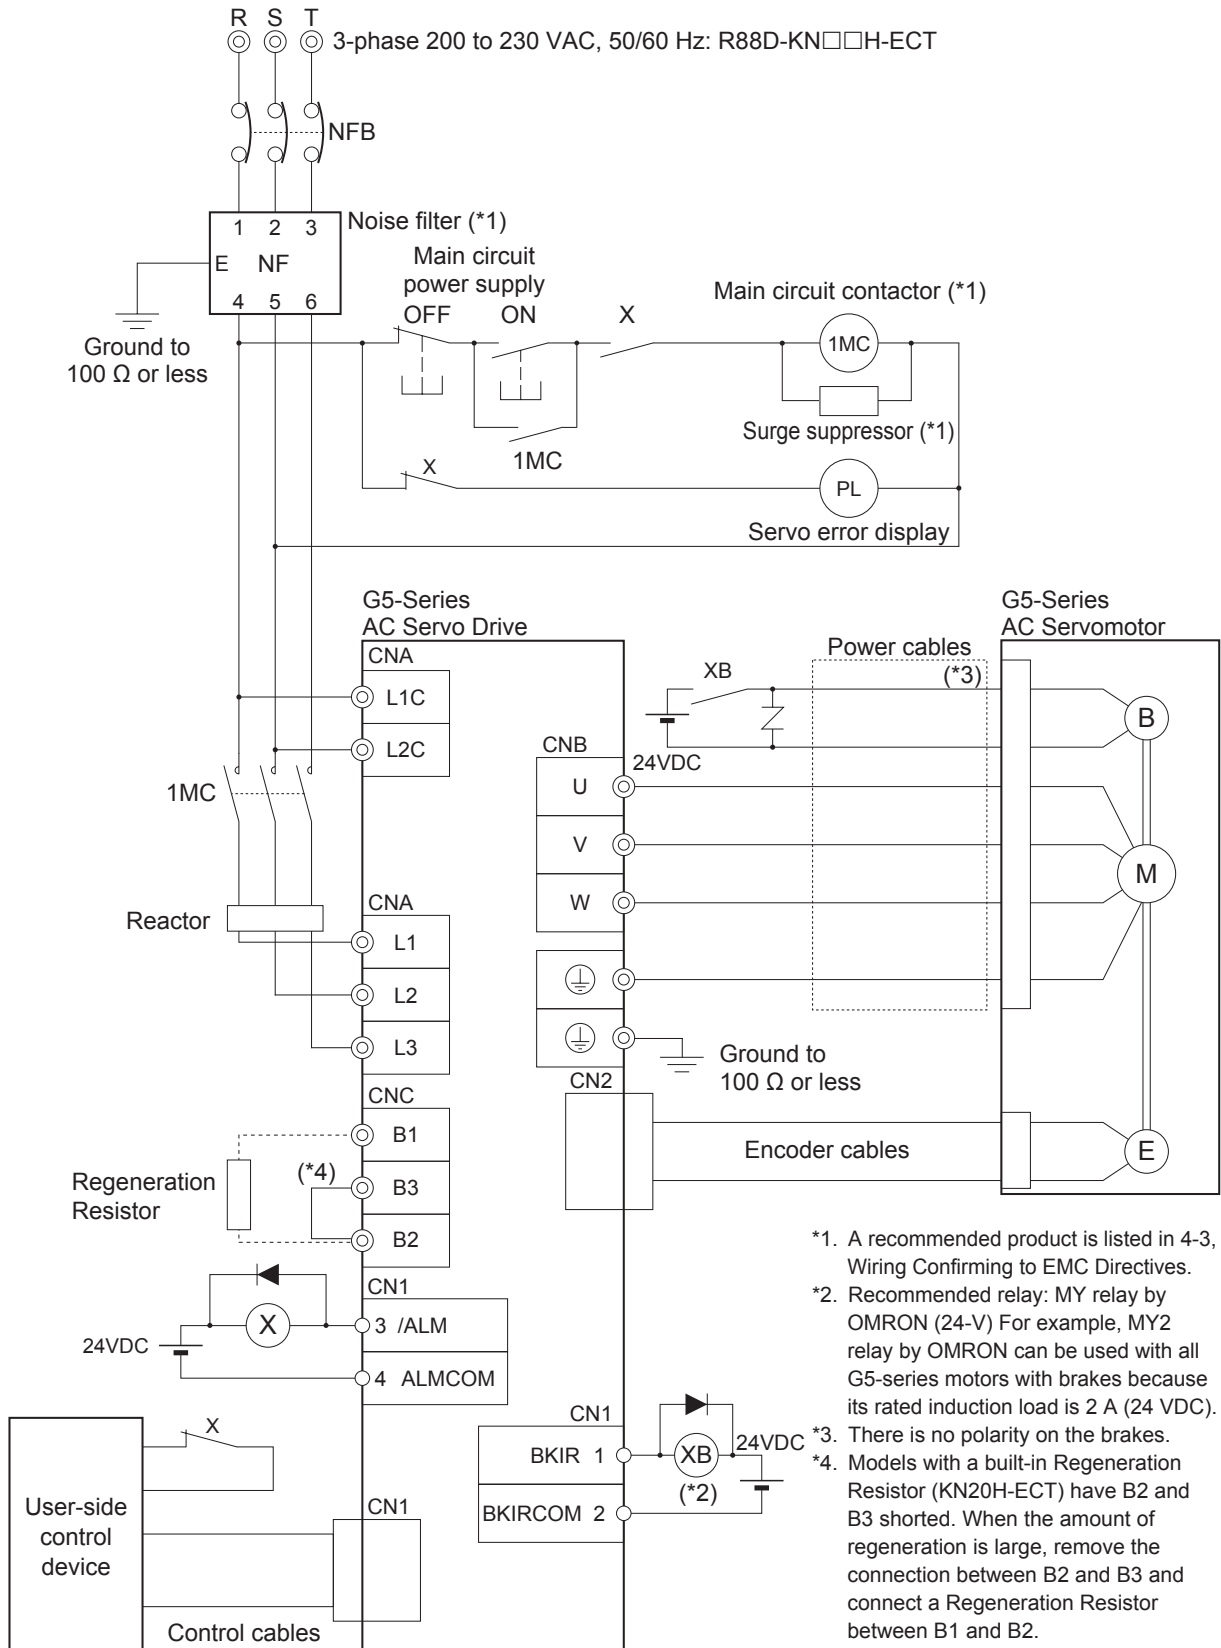 R S T
3-phase 200 to 230 VAC, 50/60 Hz: R88D-KN□□H-ECT
NFB
1 2 3
Noise filter (*1)
E NF
4 5 6
Ground to
100 Ω or less
Main circuit
power supply
OFF ON X
Main circuit contactor (*1)
1MC
Surge suppressor (*1)
1MC
X
PL
Servo error display
G5-Series
AC Servo Drive
G5-Series
AC Servomotor
CNA
L1C
L2C
1MC
Reactor
CNA
L1
L2
L3
CNC
B1
B3
B2
(*4)
Regeneration
Resistor
CN1
X
3 /ALM
24VDC
4 ALMCOM
X
User-side
control
device
CN1
Control cables
Power cables
(*3)
XB
24VDC
B
CNB
U
V
W
M
Ground to
100 Ω or less
CN2
Encoder cables
E
CN1
BKIR 1
XB
24VDC
(*2)
BKIRCOM 2
*1. A recommended product is listed in 4-3,
Wiring Confirming to EMC Directives.
*2. Recommended relay: MY relay by
OMRON (24-V) For example, MY2
relay by OMRON can be used with all
G5-series motors with brakes because
its rated induction load is 2 A (24 VDC).
*3. There is no polarity on the brakes.
*4. Models with a built-in Regeneration
Resistor (KN20H-ECT) have B2 and
B3 shorted. When the amount of
regeneration is large, remove the
connection between B2 and B3 and
connect a Regeneration Resistor
between B1 and B2.